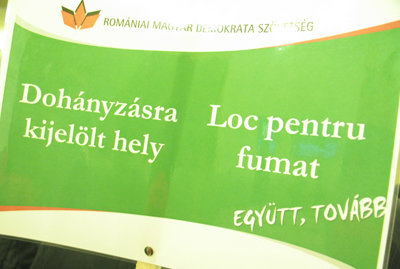 ROMÁNIAI MAGYAR DEMOKRATA SZÖVETSÉG
Dohányzásra
kijelölt hely
Loc pentru
fumat
EGYÜTT, TOVÁBB